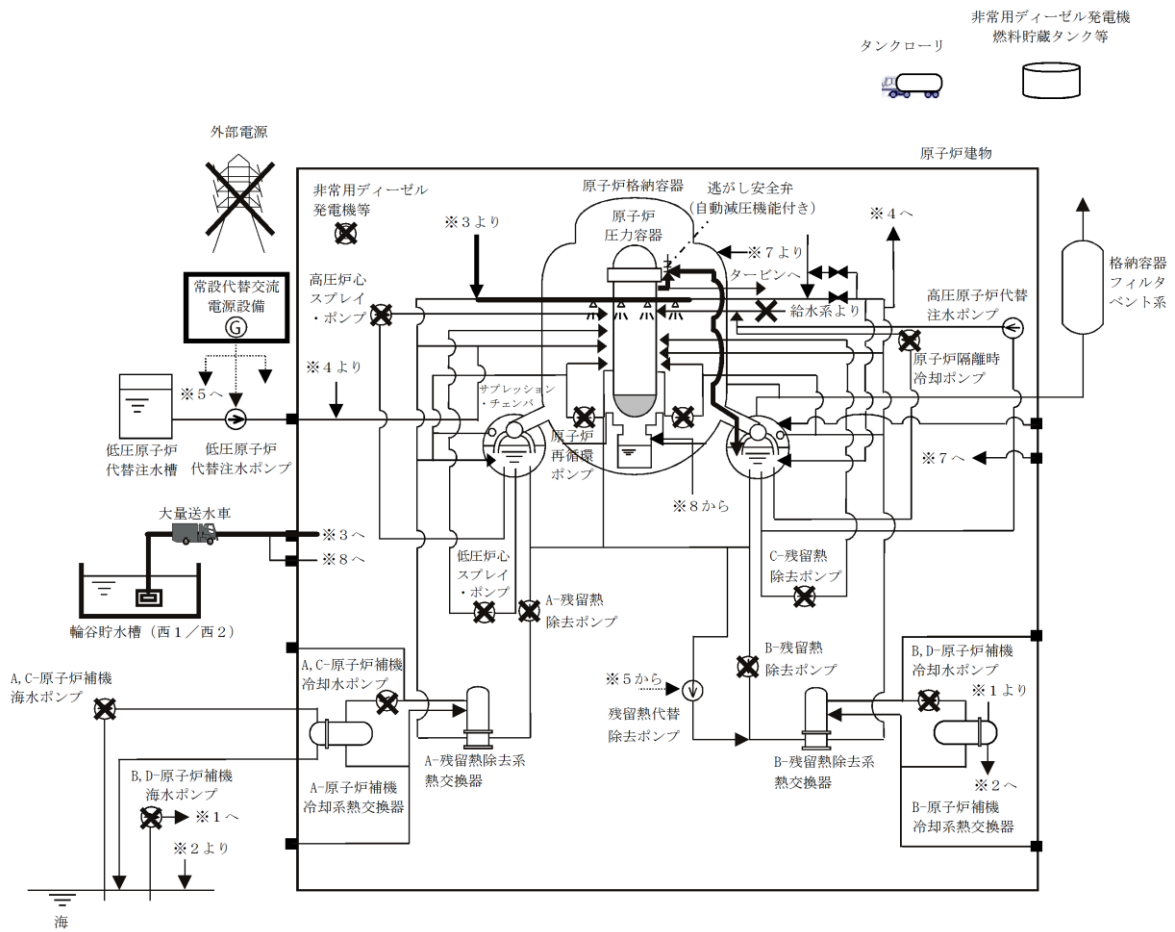 非常用ディーゼル発電機
燃料貯蔵タンク等
タンクローリ
外部電源
原子炉建物
非常用ディーゼル
発電機等
原子炉格納容器
原子炉
圧力容器
逃がし安全弁
(自動減圧機能付き)
※3より
※4へ
※7より
タービンへ
格納容器
フィルタ
ベント系
常設代替交流
電源設備
G
高圧炉心
スプレイ
・ポンプ
給水系より
高圧原子炉代替
注水ポンプ
原子炉隔離時
冷却ポンプ
※4より
※5へ
サプレッション
・チェンバ
低圧原子炉
代替注水槽
低圧原子炉
代替注水ポンプ
原子炉
再循環
ポンプ
※7へ
※8から
大量送水車
※3へ
※8へ
輪谷貯水槽(西1/西2)
低圧炉心
スプレイ
・ポンプ
A-残留熱
除去ポンプ
C-残留熱
除去ポンプ
B-残留熱
除去ポンプ
A,C-原子炉補機
海水ポンプ
A,C-原子炉補機
冷却水ポンプ
※5から
残留熱代替
除去ポンプ
B,D-原子炉補機
冷却水ポンプ
※1より
A-残留熱除去系
熱交換器
B-残留熱除去系
熱交換器
※2へ
B,D-原子炉補機
海水ポンプ
※1へ
※2より
A-原子炉補機
冷却系熱交換器
B-原子炉補機
冷却系熱交換器
海